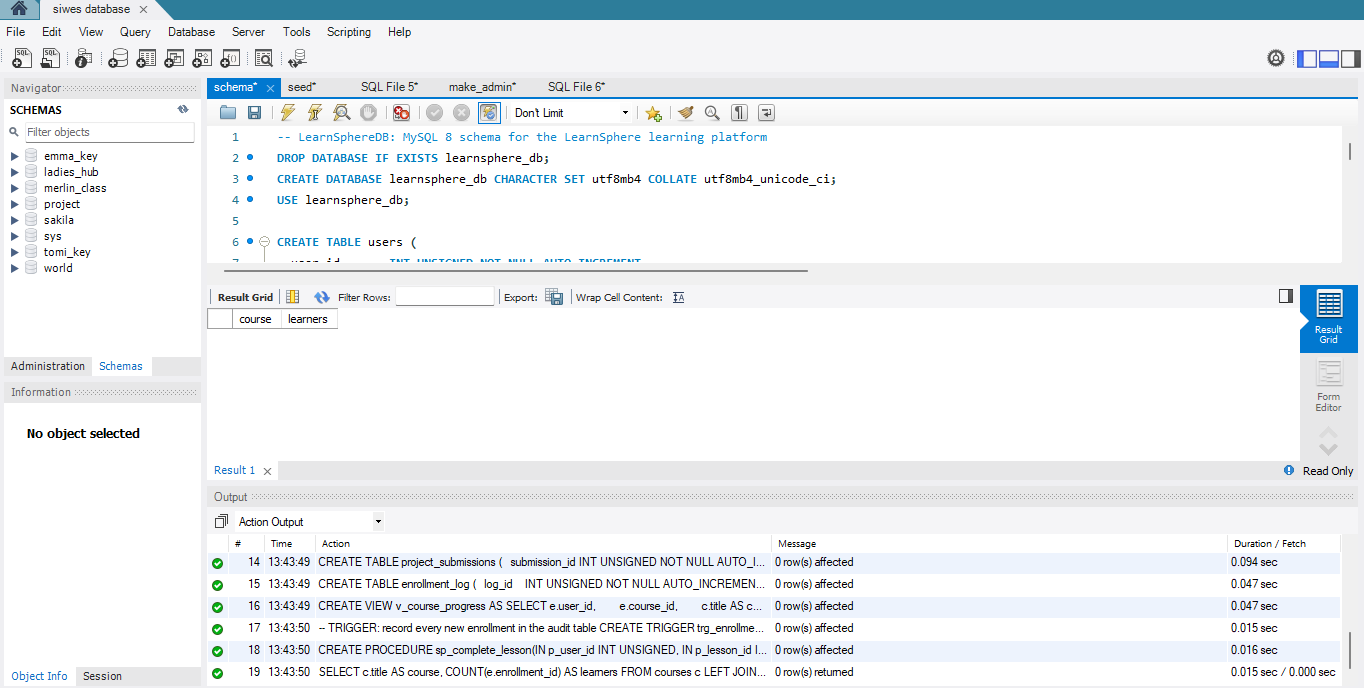 siwes database
File Edit View Query Database Server Tools Scripting Help
Navigator
SCHEMAS
Filter objects
emma_key
ladies_hub
merlin_class
project
sakila
sys
tomi_key
world
Administration Schemas
Information
No object selected
Object Info Session
schema* seed* SQL File 5* make_admin* SQL File 6*
Don't Limit
1 -- LearnSphereDB: MySQL 8 schema for the LearnSphere learning platform
2 DROP DATABASE IF EXISTS learnsphere_db;
3 CREATE DATABASE learnsphere_db CHARACTER SET utf8mb4 COLLATE utf8mb4_unicode_ci;
4 USE learnsphere_db;
5
6 CREATE TABLE users (
7 user_id INT UNSIGNED NOT NULL AUTO_INCREMENT
Result Grid Filter Rows: Export: Wrap Cell Content:
course learners
Result Grid
Form Editor
Result 1
Read Only
Output
Action Output
# Time Action Message Duration / Fetch
14 13:43:49 CREATE TABLE project_submissions ( submission_id INT UNSIGNED NOT NULL AUTO_I... 0 row(s) affected 0.094 sec
15 13:43:49 CREATE TABLE enrollment_log ( log_id INT UNSIGNED NOT NULL AUTO_INCREMEN... 0 row(s) affected 0.047 sec
16 13:43:49 CREATE VIEW v_course_progress AS SELECT e.user_id, e.course_id, c.title AS c... 0 row(s) affected 0.047 sec
17 13:43:50 -- TRIGGER: record every new enrollment in the audit table CREATE TRIGGER trg_enrollme... 0 row(s) affected 0.015 sec
18 13:43:50 CREATE PROCEDURE sp_complete_lesson(IN p_user_id INT UNSIGNED, IN p_lesson_id I... 0 row(s) affected 0.016 sec
19 13:43:50 SELECT c.title AS course, COUNT(e.enrollment_id) AS learners FROM courses c LEFT JOIN... 0 row(s) returned 0.015 sec / 0.000 sec